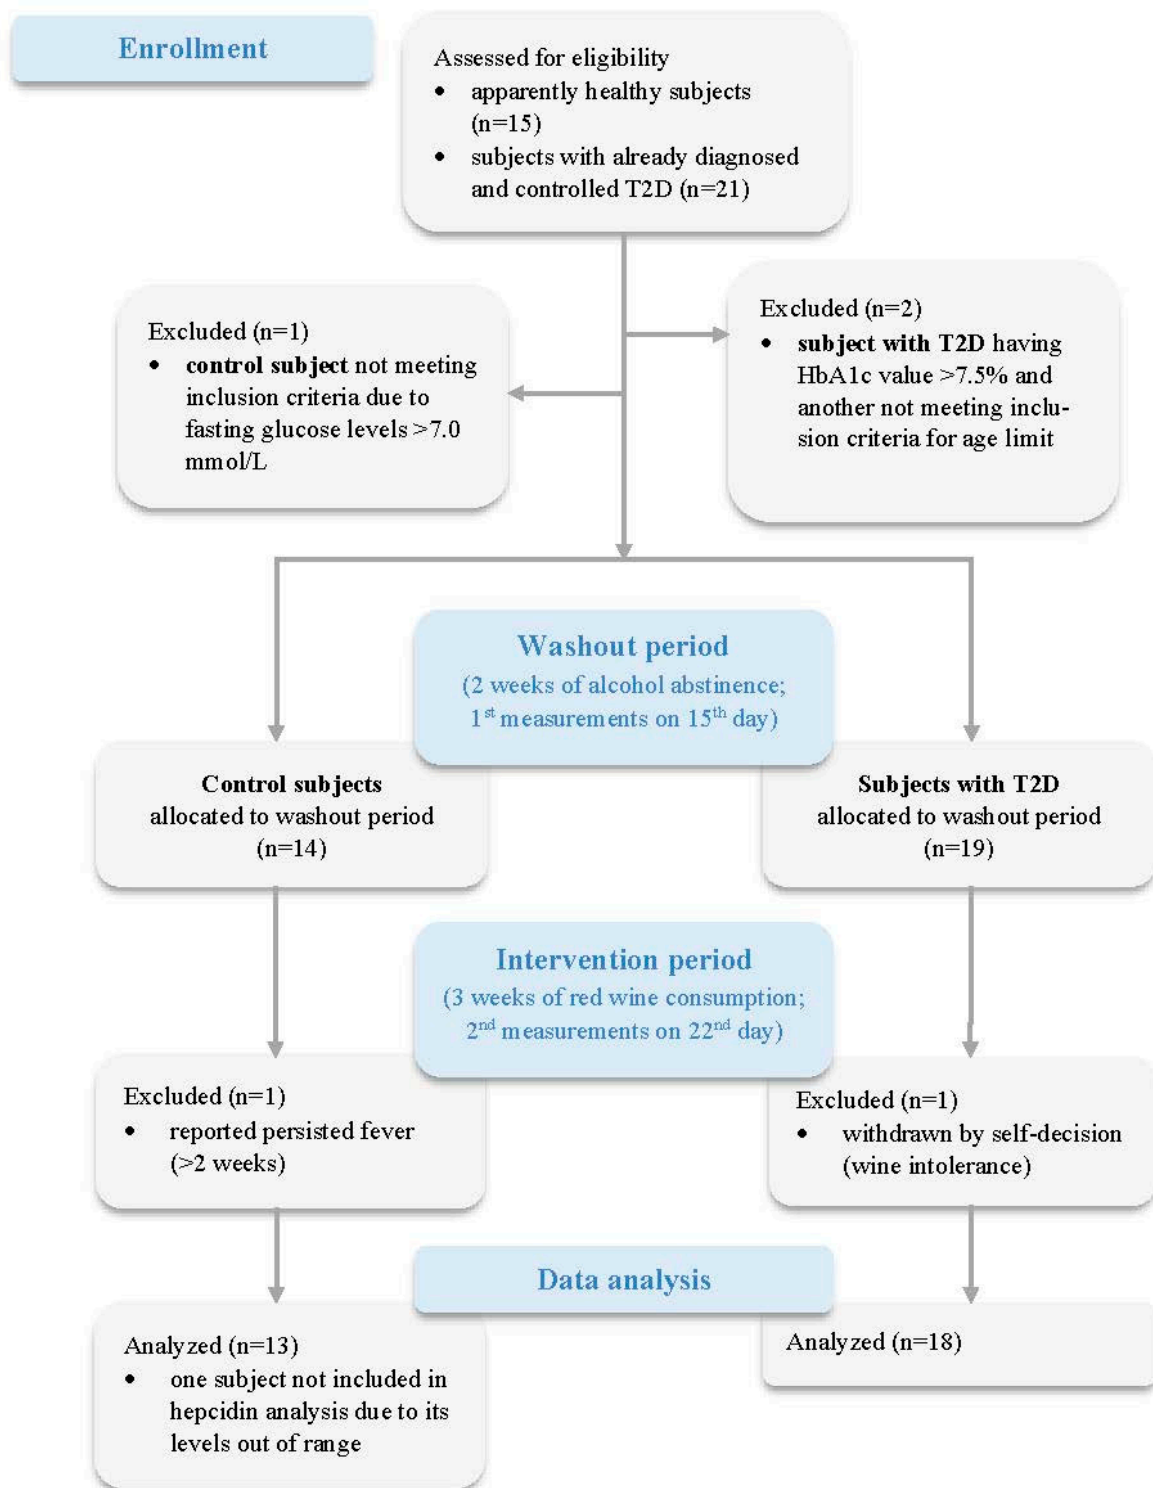 Enrollment
Assessed for eligibility
• apparently healthy subjects
(n=15)
• subjects with already diagnosed
and controlled T2D (n=21)
Excluded (n=1)
• control subject not meeting
inclusion criteria due to
fasting glucose levels >7.0
mmol/L
Excluded (n=2)
• subject with T2D having
HbA1c value >7.5% and
another not meeting inclu-
sion criteria for age limit
Washout period
(2 weeks of alcohol abstinence;
1st measurements on 15th day)
Control subjects
allocated to washout period
(n=14)
Subjects with T2D
allocated to washout period
(n=19)
Intervention period
(3 weeks of red wine consumption;
2nd measurements on 22nd day)
Excluded (n=1)
• reported persisted fever
(>2 weeks)
Excluded (n=1)
• withdrawn by self-decision
(wine intolerance)
Data analysis
Analyzed (n=13)
• one subject not included in
hepcidin analysis due to its
levels out of range
Analyzed (n=18)